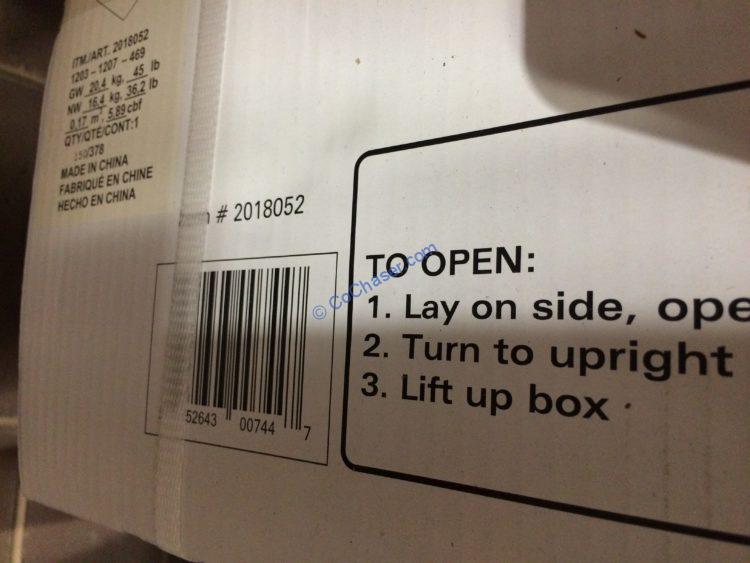 ITM./ART. 2018052
1203 - 1207 - 469
GW 20.4 kg, 45 lb
NW 16.4 kg, 36.2 lb
0.17 m³, 5.89 cbf
QTY/QTÉ/CONT:1
MADE IN CHINA
FABRIQUÉ EN CHINE
HECHO EN CHINA
# 2018052
52643 00744 7
TO OPEN:
1. Lay on side, ope
2. Turn to upright
3. Lift up box
© CoChaser.com